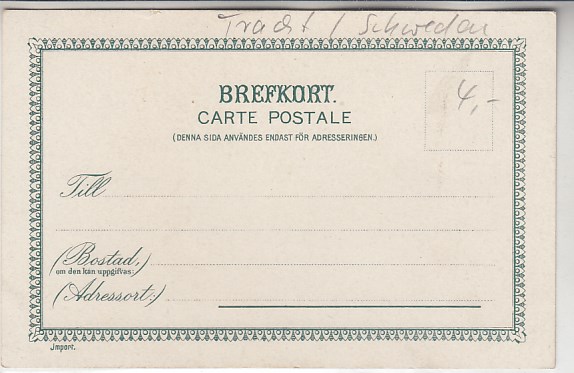 Tracht / Schweden
4,-
BREFKORT.
CARTE POSTALE
(DENNA SIDA ANVÄNDES ENDAST FÖR ADRESSERINGEN.)
Till
(Bostad,)
om den kan uppgifvas:
(Adressort:)
Import.